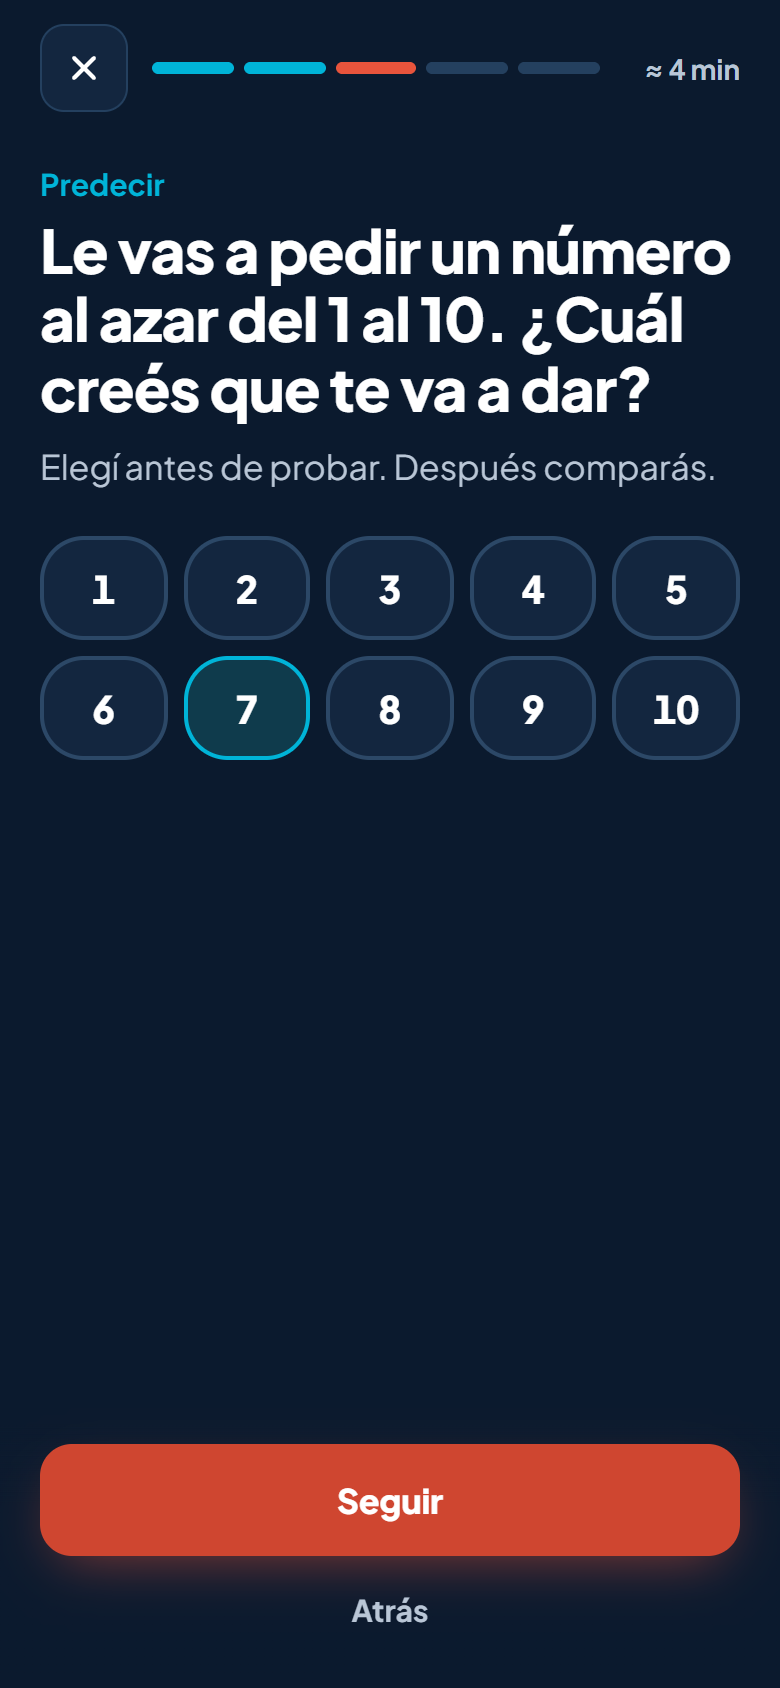 ≈ 4 min
Predecir
Le vas a pedir un número
al azar del 1 al 10. ¿Cuál
creés que te va a dar?
Elegí antes de probar. Después comparás.
1 2 3 4 5
6 7 8 9 10
Seguir
Atrás